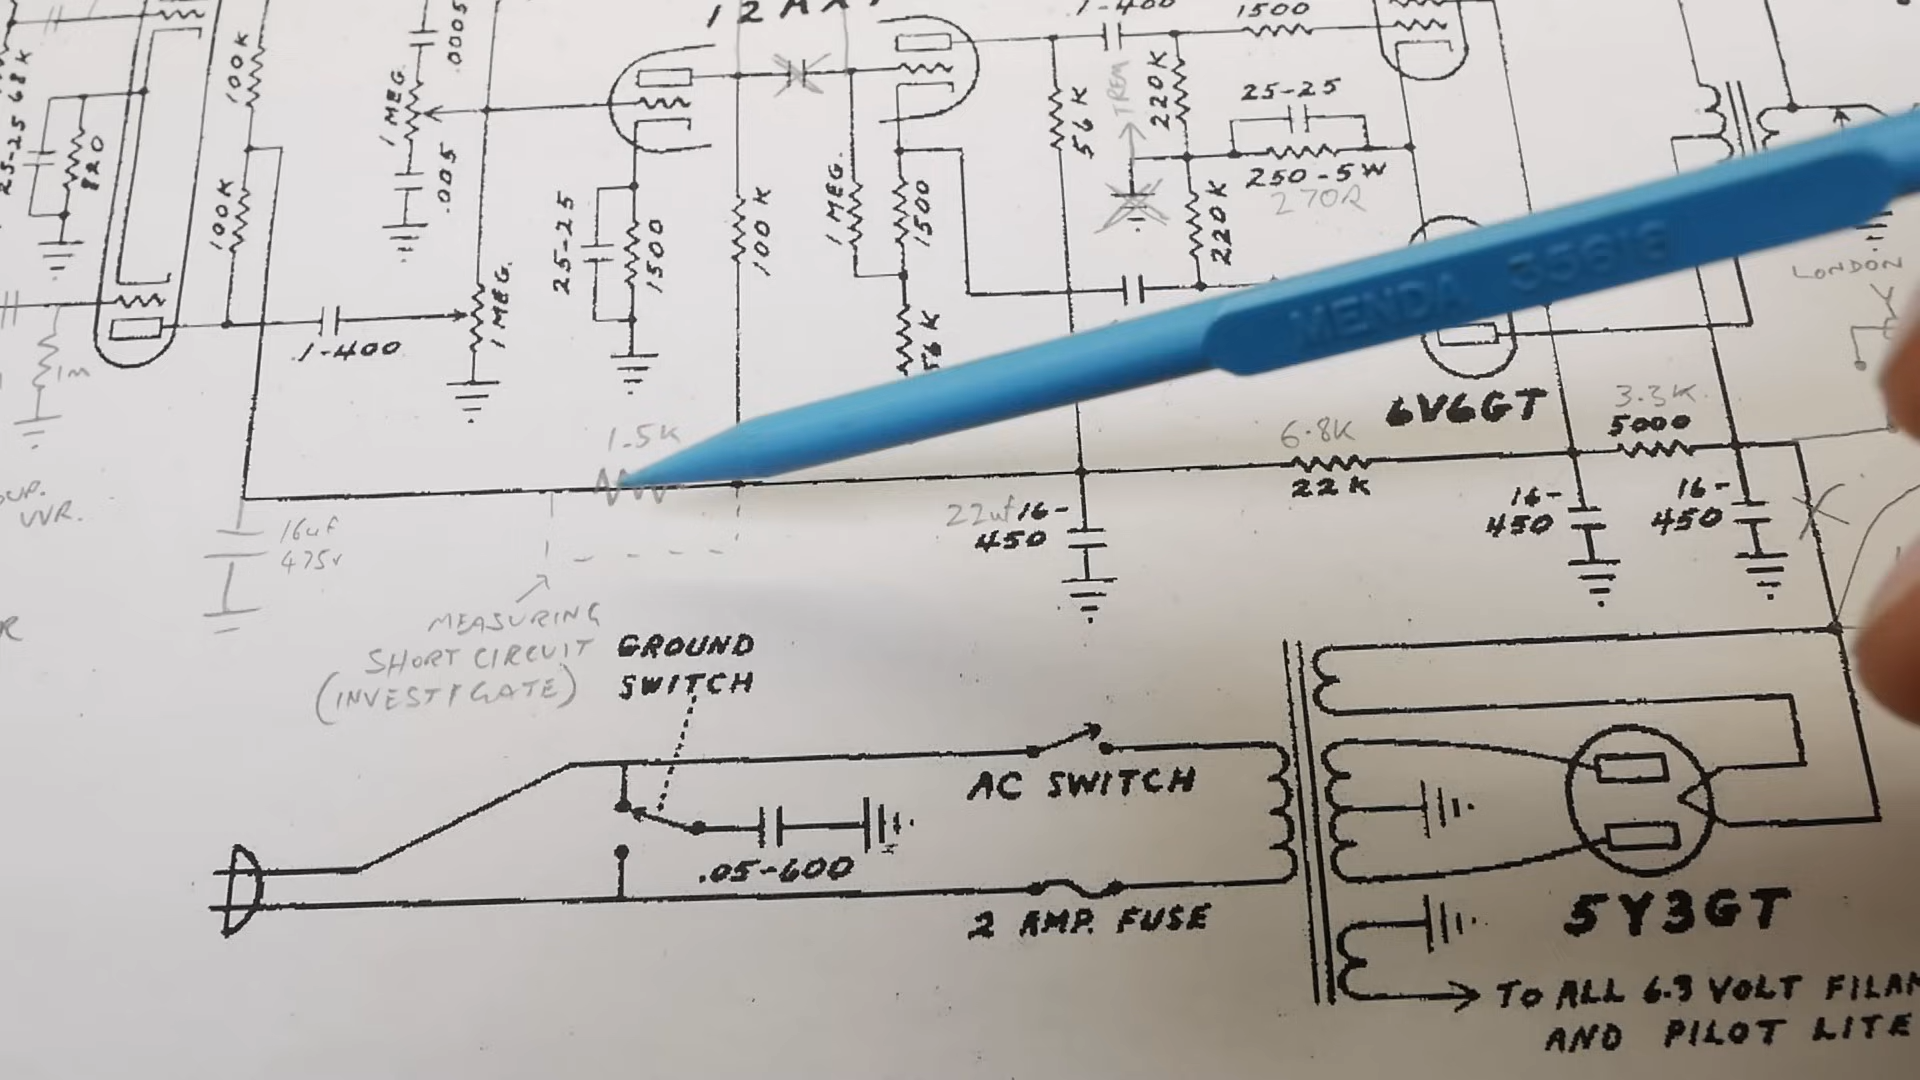 .0005
1-400
1500
25-25 68K
100K
1 MEG.
TREM
220K
25-25
56K
820
250-5W
270R
.005
100K
25-25
1500
100K
1 MEG.
1500
220K
MENDA 35616
LONDON
1 MEG.
.1-400
1m
56K
6V6GT
3.3K
5000
1.5K
6.8K
22K
16uf
475v
22uf 16-
450
16-
450
16-
450
VVR.
MEASURING
SHORT CIRCUIT
(INVESTIGATE)
GROUND
SWITCH
AC SWITCH
.05-600
2 AMP. FUSE
5Y3GT
TO ALL 6.3 VOLT
AND PILOT LITE